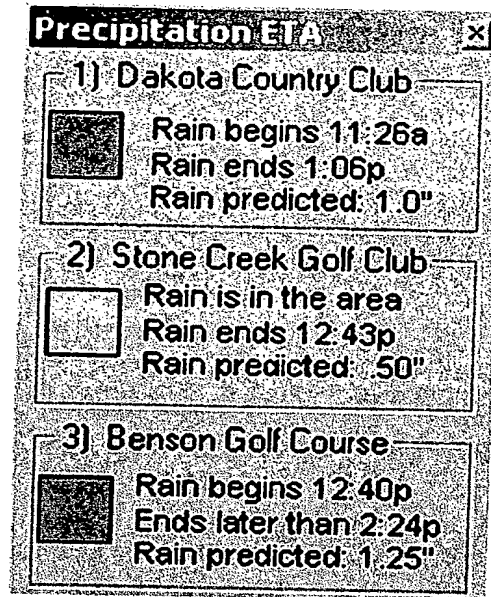 Precipitation ETA
1) Dakota Country Club
Rain begins 11:26a
Rain ends 1:06p
Rain predicted: 1.0"
2) Stone Creek Golf Club
Rain is in the area
Rain ends 12:43p
Rain predicted: .50"
3) Benson Golf Course
Rain begins 12:40p
Ends later than 2:24p
Rain predicted: 1.25"